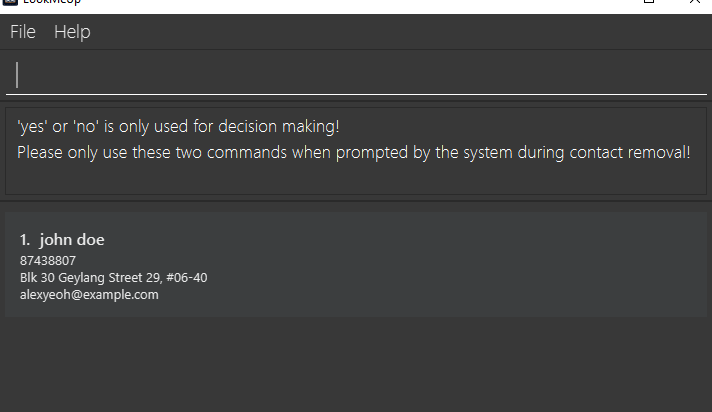 LookMeUp
File Help
'yes' or 'no' is only used for decision making!
Please only use these two commands when prompted by the system during contact removal!
1. john doe
87438807
Blk 30 Geylang Street 29, #06-40
alexyeoh@example.com